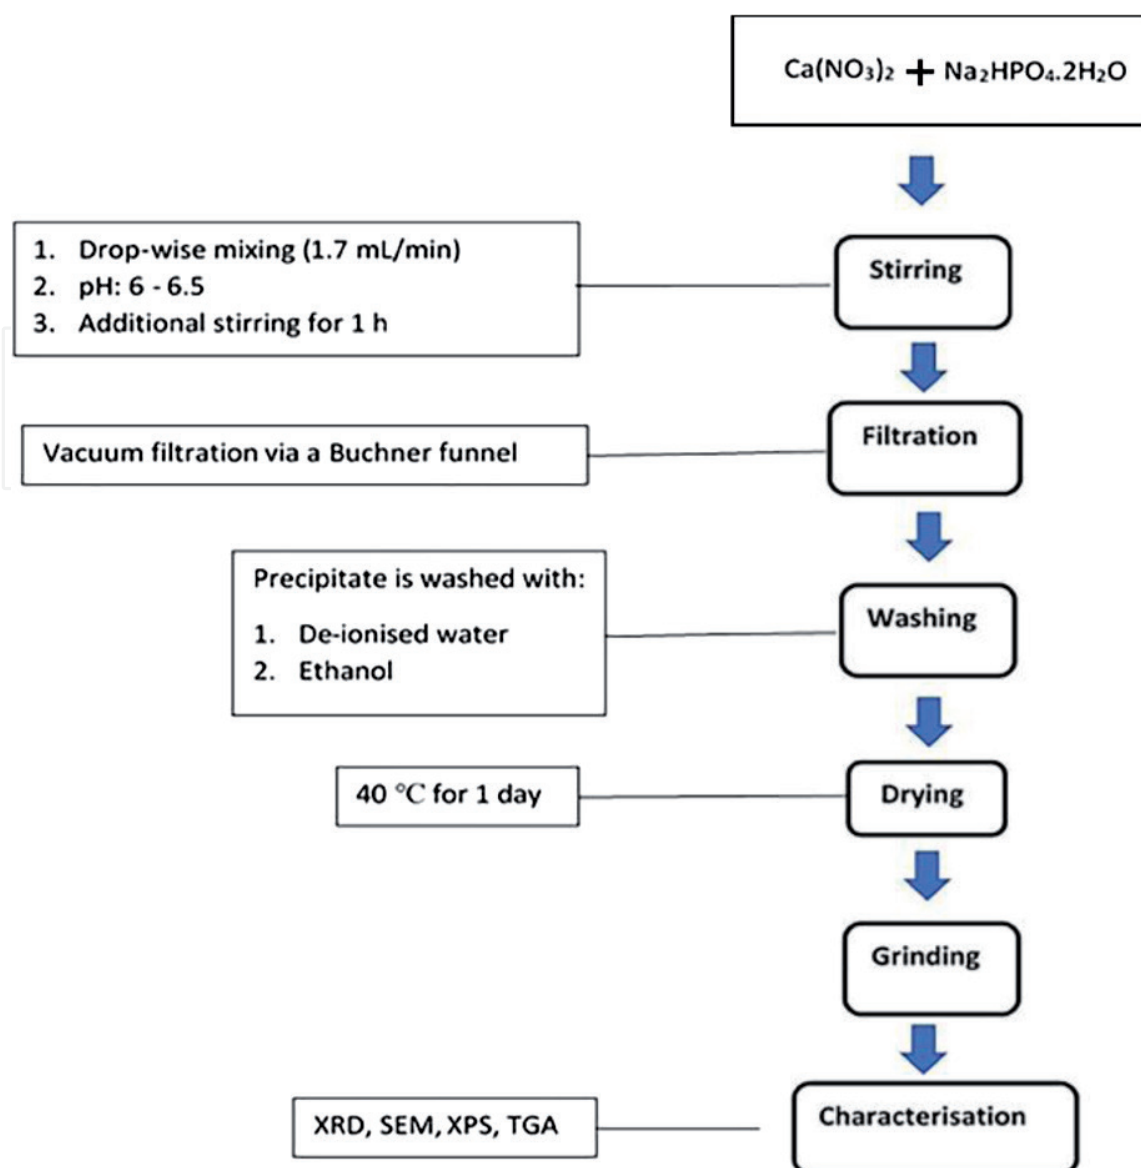 Ca(NO₃)₂ + Na₂HPO₄.2H₂O
1. Drop-wise mixing (1.7 mL/min)
2. pH: 6 - 6.5
3. Additional stirring for 1 h
Stirring
Vacuum filtration via a Buchner funnel
Filtration
Precipitate is washed with:
1. De-ionised water
2. Ethanol
Washing
40 °C for 1 day
Drying
Grinding
XRD, SEM, XPS, TGA
Characterisation